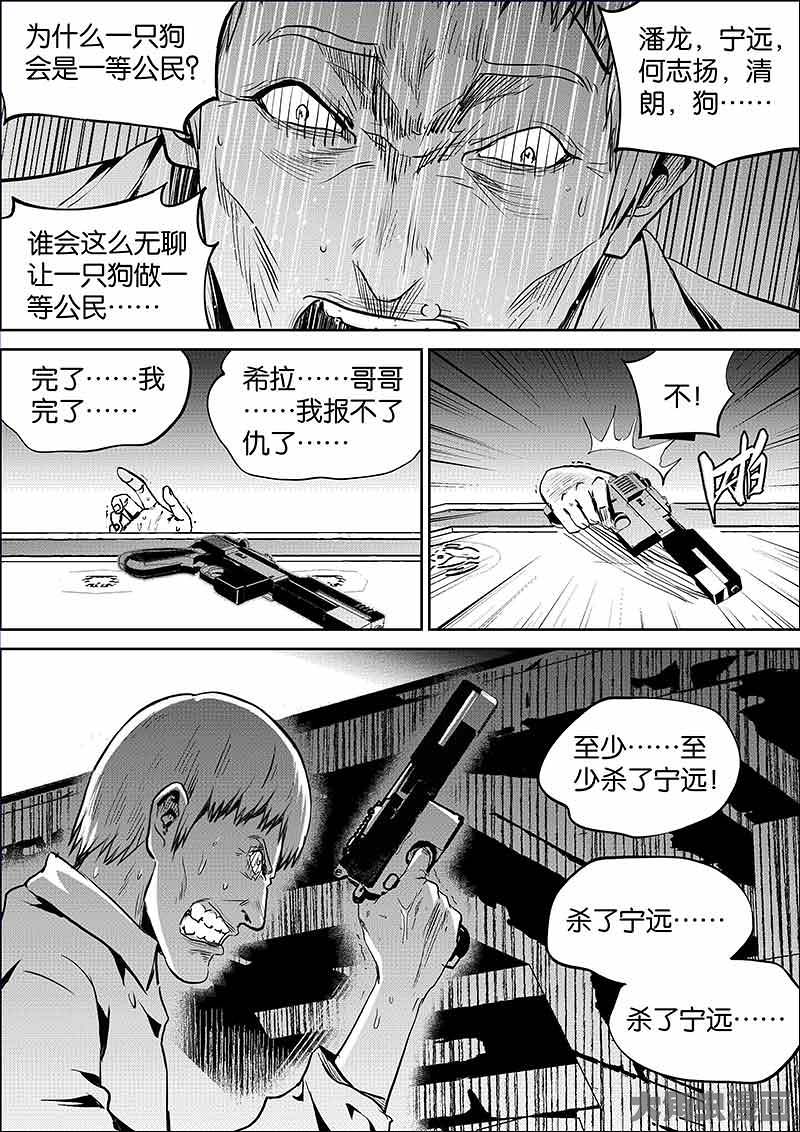 为什么一只狗
会是一等公民?
潘龙，宁远，
何志扬，清
朗，狗……
谁会这么无聊
让一只狗做一
等公民……
完了……我
完了……
希拉……哥哥
……我报不了
仇了……
不!
啪
至少……至
少杀了宁远!
杀了宁远……
杀了宁远……